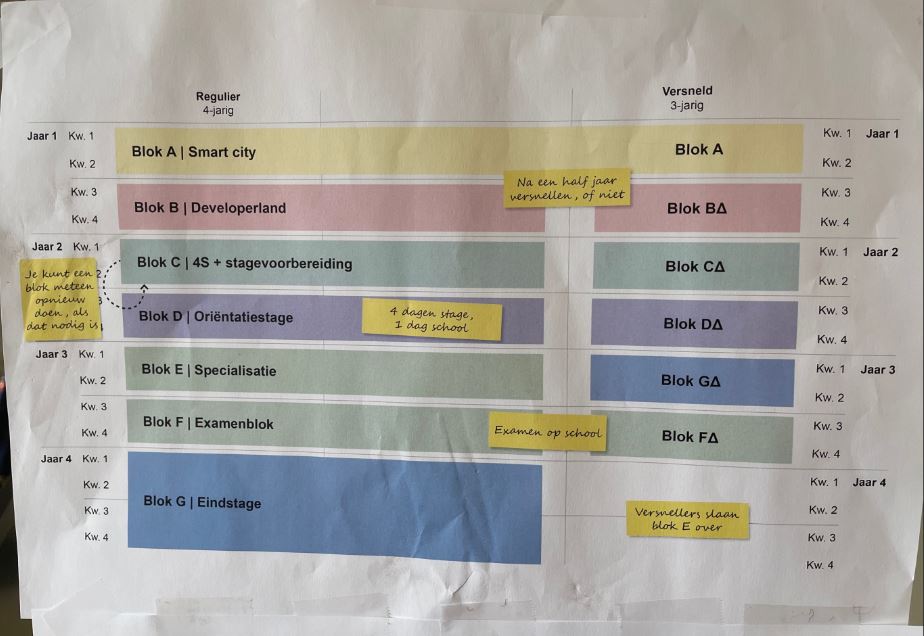 Regulier
4-jarig
Versneld
3-jarig
Jaar 1 Kw. 1
Kw. 2
Blok A | Smart city
Blok A
Kw. 1 Jaar 1
Kw. 2
Na een half jaar
versnellen, of niet
Kw. 3
Kw. 4
Blok B | Developerland
Blok BΔ
Kw. 3
Kw. 4
Jaar 2 Kw. 1
2
3
Je kunt een
blok meteen
opnieuw
doen, als
dat nodig is
Blok C | 4S + stagevoorbereiding
Blok CΔ
Kw. 1 Jaar 2
Kw. 2
Blok D | Oriëntatiestage
4 dagen stage,
1 dag school
Blok DΔ
Kw. 3
Kw. 4
Jaar 3 Kw. 1
Kw. 2
Blok E | Specialisatie
Blok GΔ
Kw. 1 Jaar 3
Kw. 2
Kw. 3
Kw. 4
Blok F | Examenblok
Examen op school
Blok FΔ
Kw. 3
Kw. 4
Jaar 4 Kw. 1
Kw. 2
Kw. 3
Kw. 4
Blok G | Eindstage
Versnellers slaan
blok E over
Kw. 1 Jaar 4
Kw. 2
Kw. 3
Kw. 4